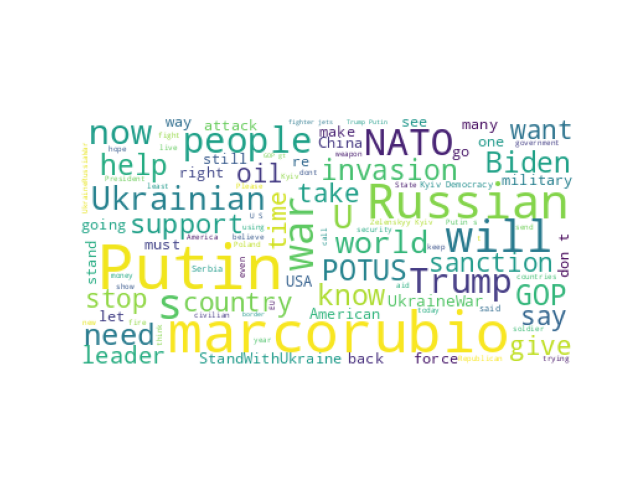 fighter jets Trump Putin
now people attack way see many want
fight live hope still make China NATO go one government
help right re oil weapon dont invasion Biden military
Ukrainian least Please Kyiv take State Kyiv Democracy Russian
going support U S using time war U Zelenskyy Kyiv Putin s send will don t
stand must America Poland world call security keep sanction countries
Putin President Serbia even USA POTUS Trump
stop money show s country EU know aid UkraineWar GOP
let new fire civilian border American today said soldier say
need think year marcorubio give
leader StandWithUkraine back force Republican trying
believe